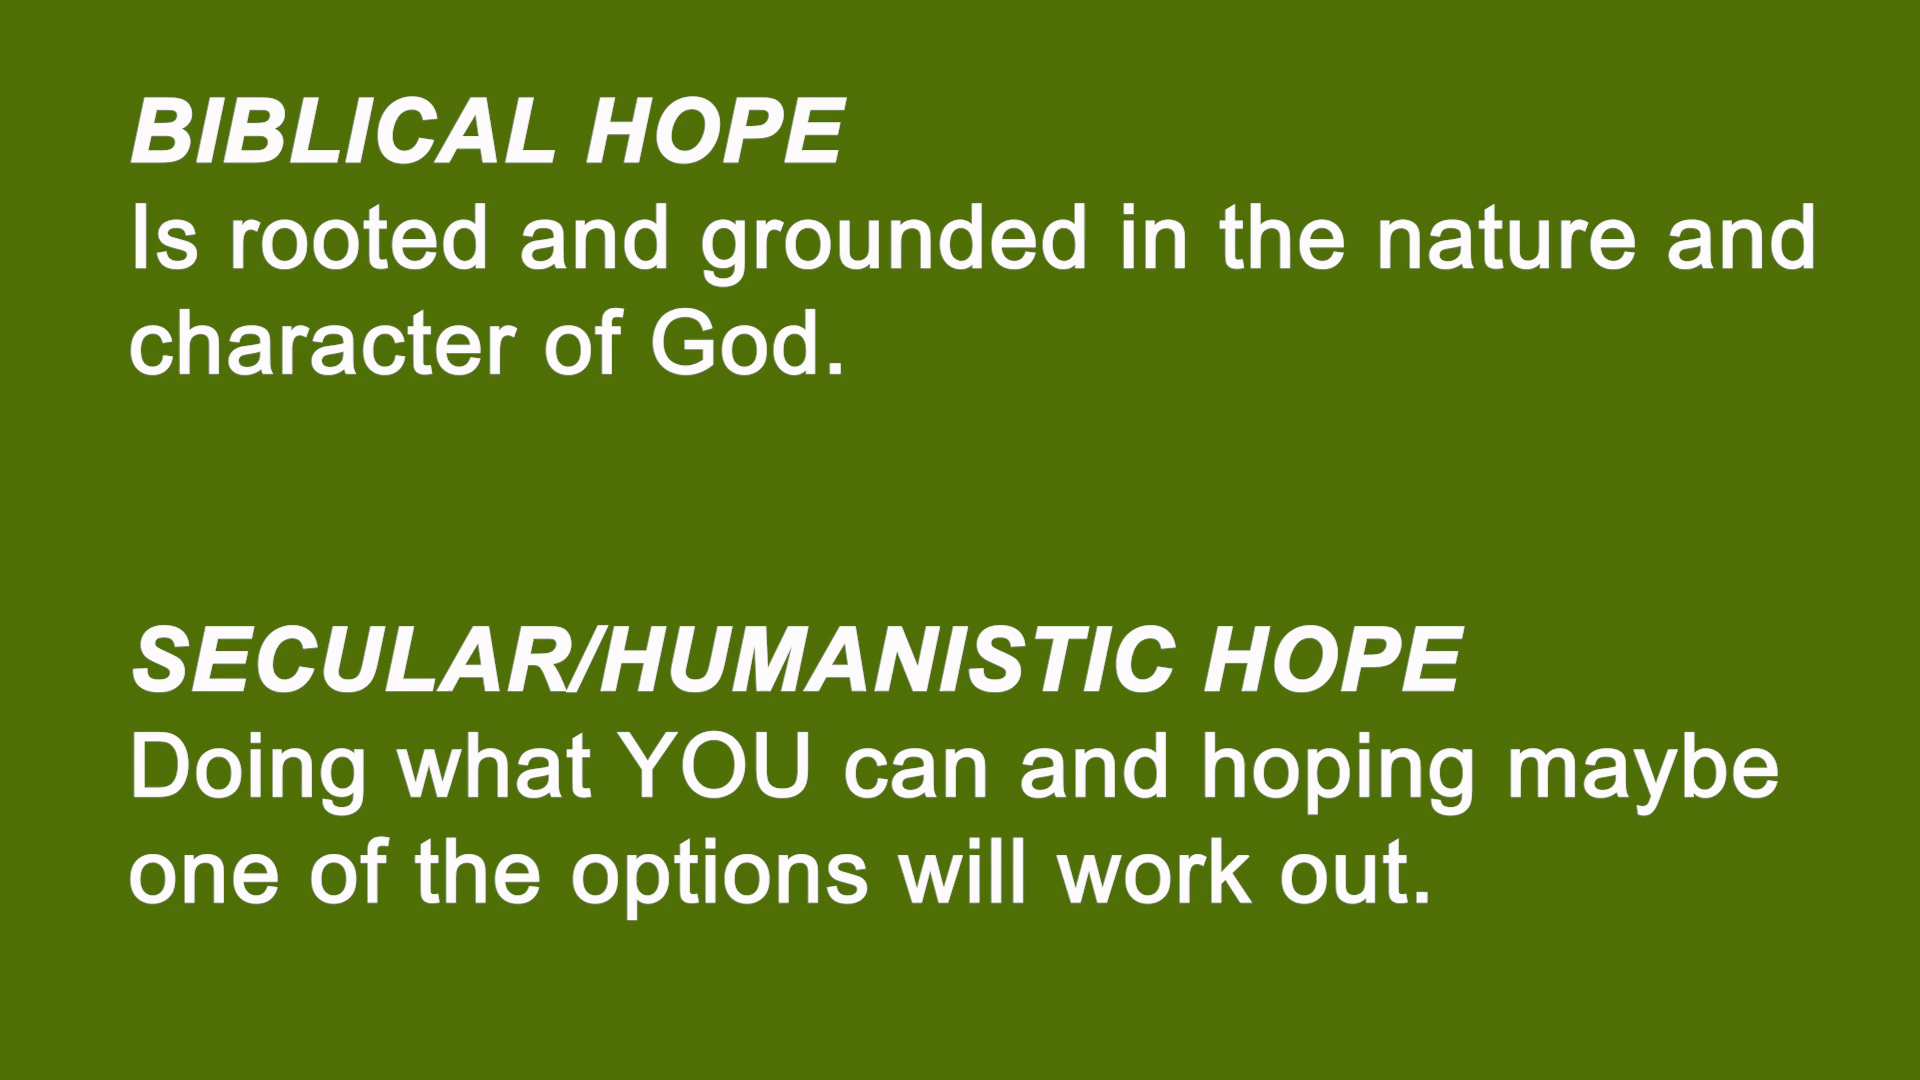 BIBLICAL HOPE
Is rooted and grounded in the nature and
character of God.
SECULAR/HUMANISTIC HOPE
Doing what YOU can and hoping maybe
one of the options will work out.